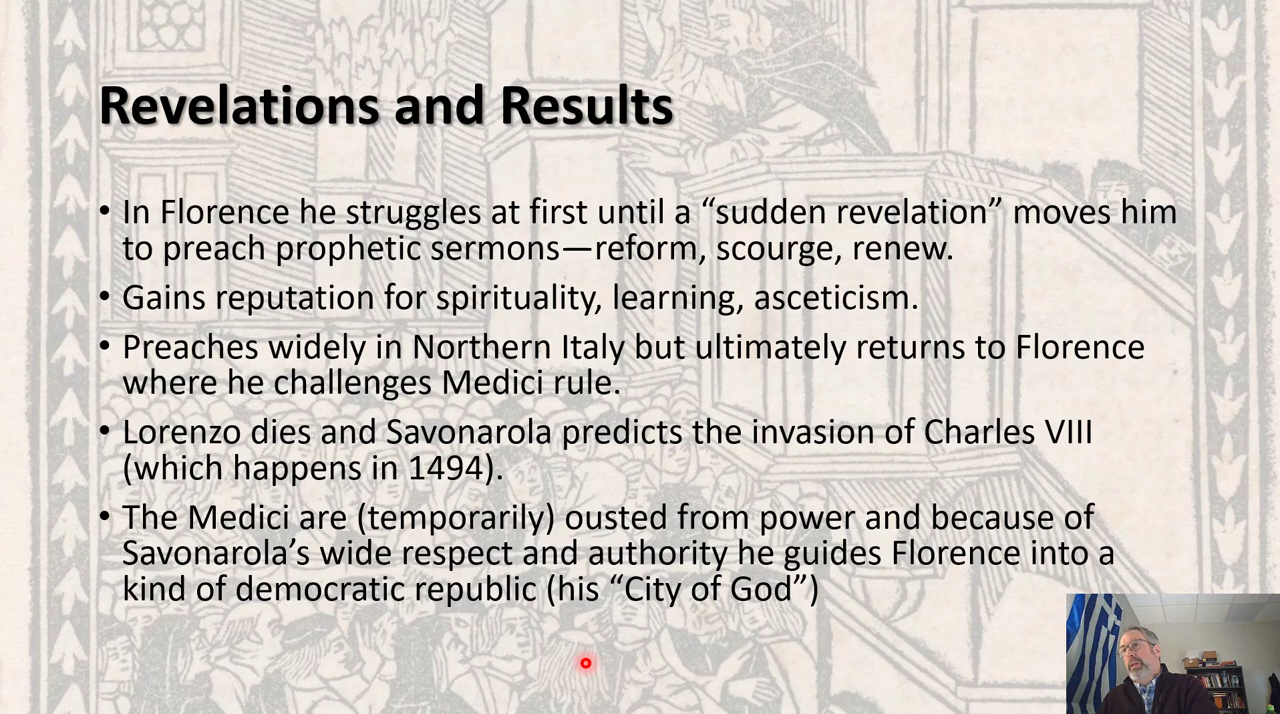 Revelations and Results
• In Florence he struggles at first until a “sudden revelation” moves him
to preach prophetic sermons—reform, scourge, renew.
• Gains reputation for spirituality, learning, asceticism.
• Preaches widely in Northern Italy but ultimately returns to Florence
where he challenges Medici rule.
• Lorenzo dies and Savonarola predicts the invasion of Charles VIII
(which happens in 1494).
• The Medici are (temporarily) ousted from power and because of
Savonarola’s wide respect and authority he guides Florence into a
kind of democratic republic (his “City of God”)